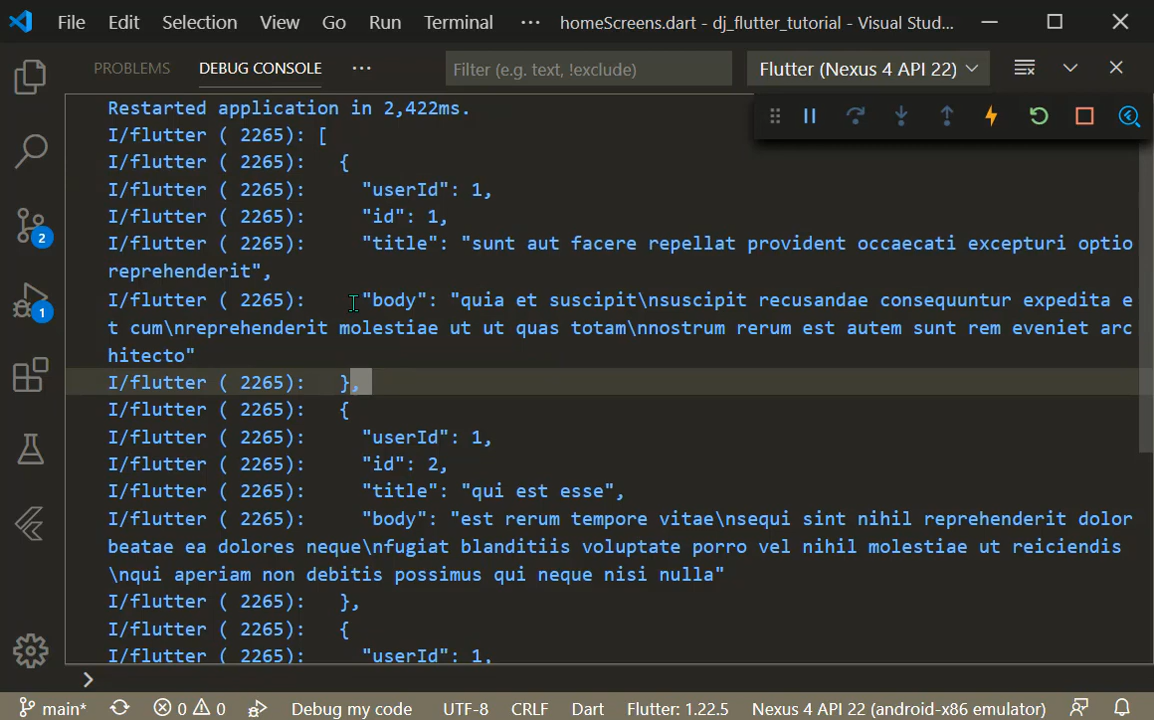 File Edit Selection View Go Run Terminal ··· homeScreens.dart - dj_flutter_tutorial - Visual Stud...
PROBLEMS DEBUG CONSOLE ··· Filter (e.g. text, !exclude) Flutter (Nexus 4 API 22)
Restarted application in 2,422ms.
I/flutter ( 2265): [
I/flutter ( 2265):   {
I/flutter ( 2265):     "userId": 1,
I/flutter ( 2265):     "id": 1,
I/flutter ( 2265):     "title": "sunt aut facere repellat provident occaecati excepturi optio
reprehenderit",
I/flutter ( 2265):     "body": "quia et suscipit\nsuscipit recusandae consequuntur expedita e
t cum\nreprehenderit molestiae ut ut quas totam\nnostrum rerum est autem sunt rem eveniet arc
hitecto"
I/flutter ( 2265):   },
I/flutter ( 2265):   {
I/flutter ( 2265):     "userId": 1,
I/flutter ( 2265):     "id": 2,
I/flutter ( 2265):     "title": "qui est esse",
I/flutter ( 2265):     "body": "est rerum tempore vitae\nsequi sint nihil reprehenderit dolor
beatae ea dolores neque\nfugiat blanditiis voluptate porro vel nihil molestiae ut reiciendis
\nqui aperiam non debitis possimus qui neque nisi nulla"
I/flutter ( 2265):   },
I/flutter ( 2265):   {
I/flutter ( 2265):     "userId": 1,
2
1
main* 0 0 Debug my code UTF-8 CRLF Dart Flutter: 1.22.5 Nexus 4 API 22 (android-x86 emulator)